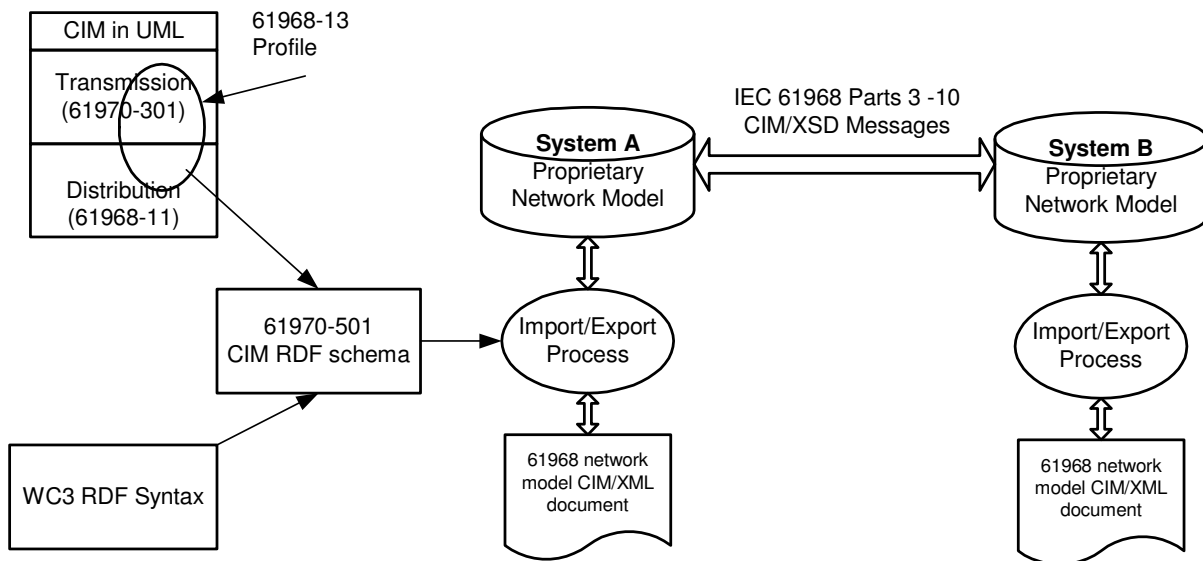 CIM in UML
Transmission
(61970-301)
Distribution
(61968-11)
61968-13
Profile
61970-501
CIM RDF schema
WC3 RDF Syntax
System A
Proprietary
Network Model
IEC 61968 Parts 3 -10
CIM/XSD Messages
System B
Proprietary
Network Model
Import/Export
Process
Import/Export
Process
61968 network
model CIM/XML
document
61968 network
model CIM/XML
document